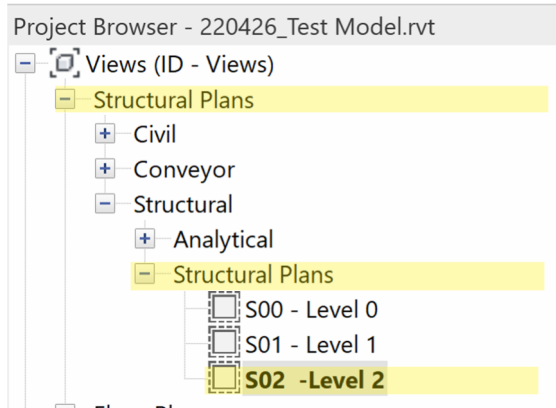 Project Browser - 220426_Test Model.rvt
Views (ID - Views)
Structural Plans
Civil
Conveyor
Structural
Analytical
Structural Plans
S00 - Level 0
S01 - Level 1
S02 -Level 2